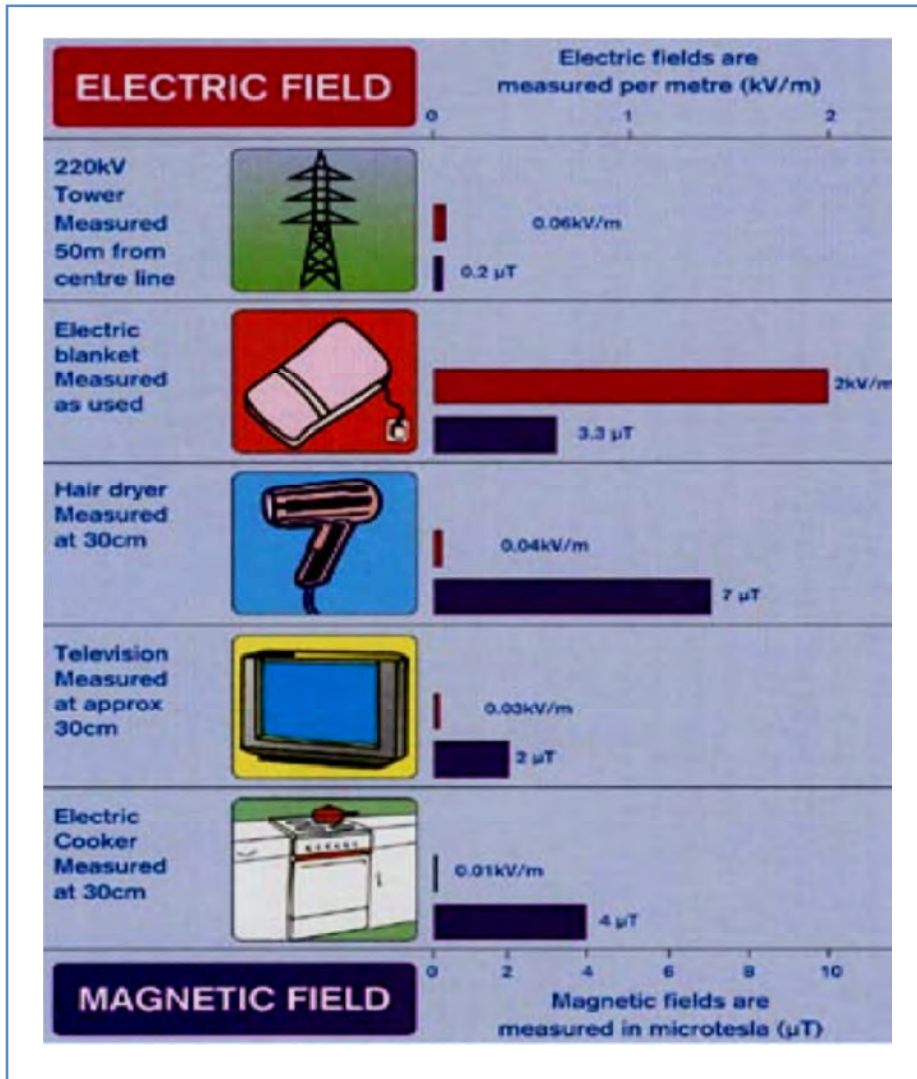 ELECTRIC FIELD
Electric fields are
measured per metre (kV/m)
0 1 2
220kV
Tower
Measured
50m from
centre line
0.06kV/m
0.2 µT
Electric
blanket
Measured
as used
2kV/m
3.3 µT
Hair dryer
Measured
at 30cm
0.04kV/m
7 µT
Television
Measured
at approx
30cm
0.03kV/m
2 µT
Electric
Cooker
Measured
at 30cm
0.01kV/m
4 µT
0 2 4 6 8 10
MAGNETIC FIELD
Magnetic fields are
measured in microtesla (µT)